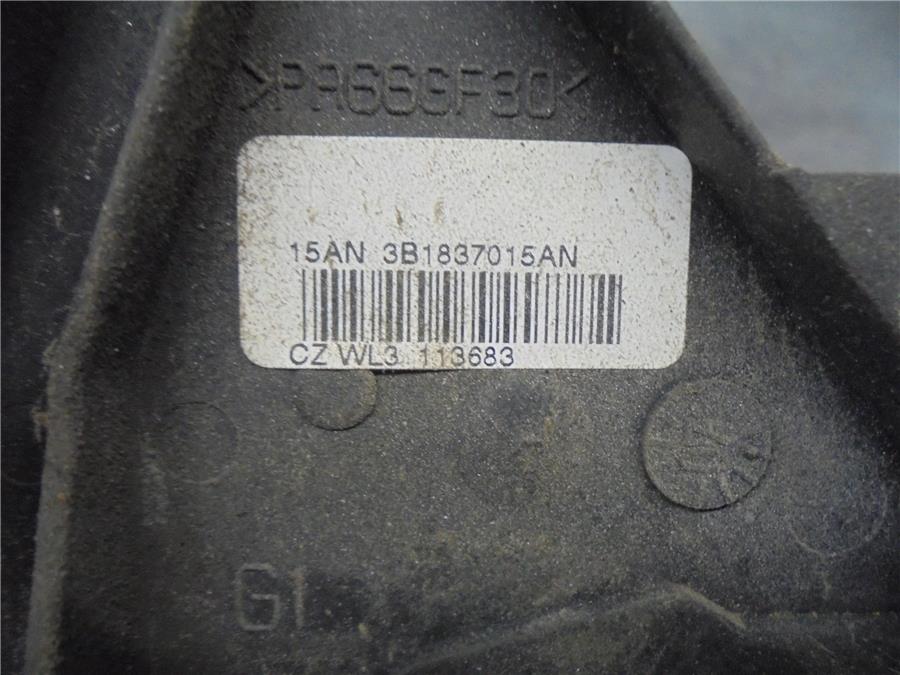 >PA66GF30<
15AN 3B1837015AN
CZ WL3 113683
G1